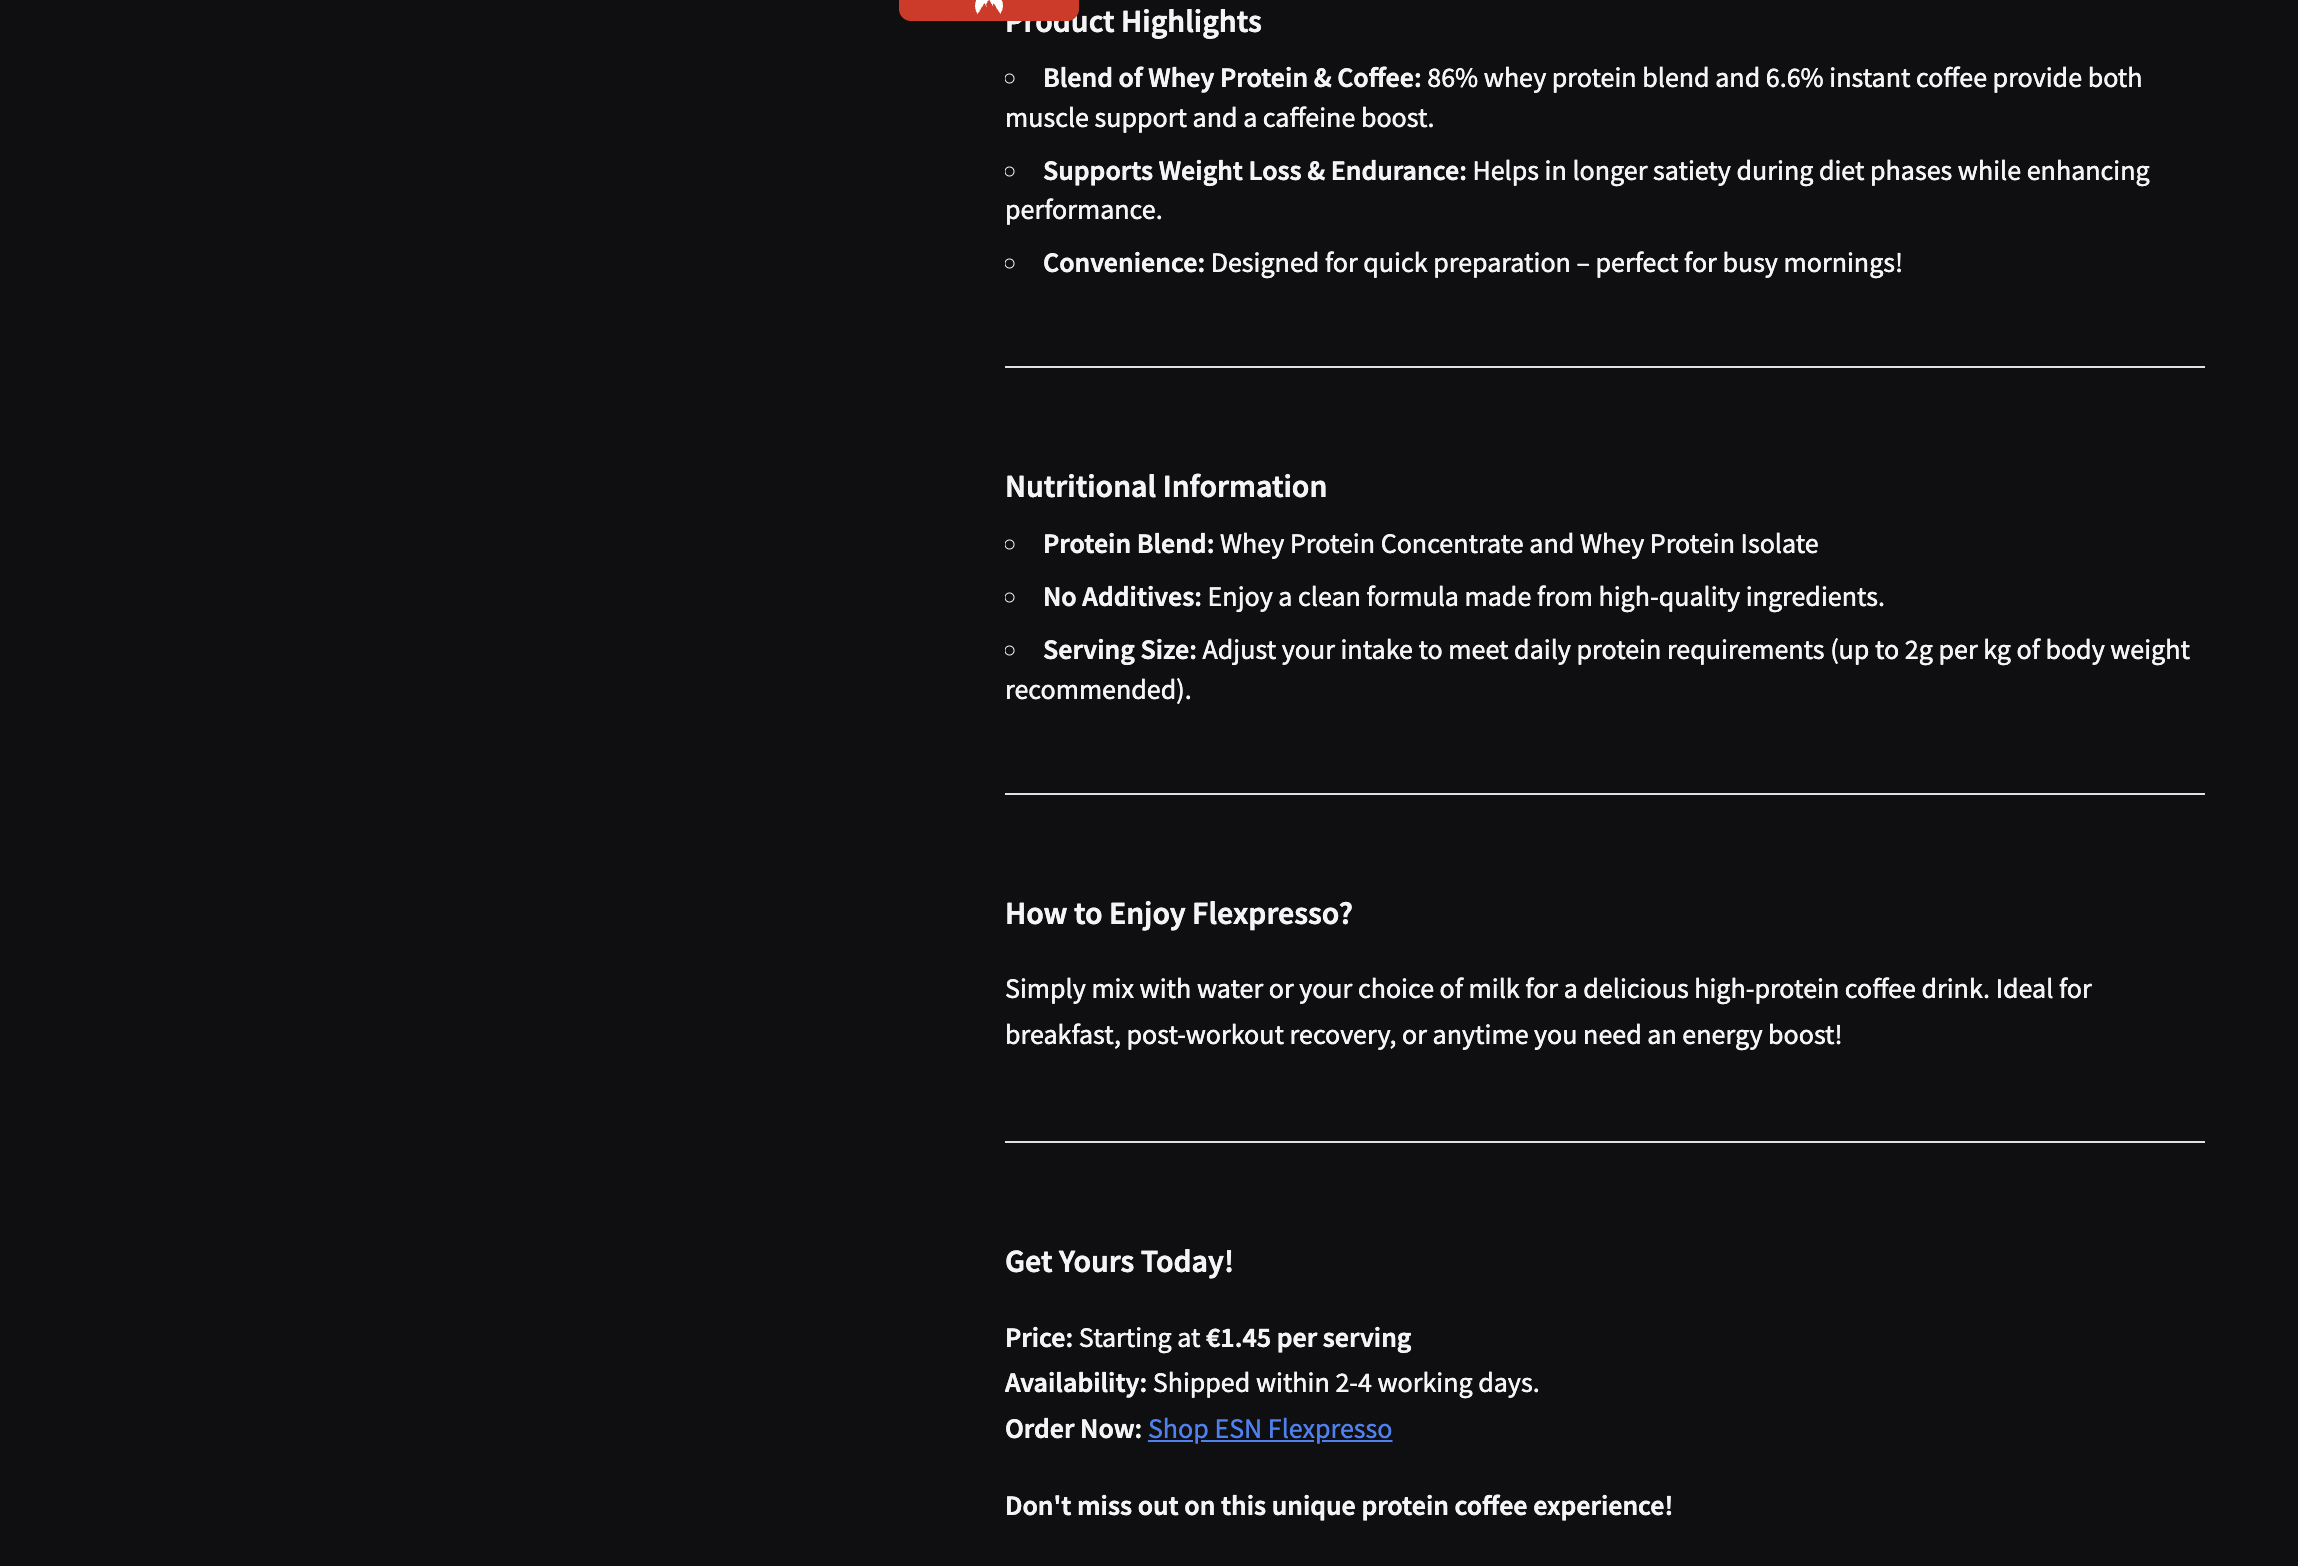 Product Highlights
Blend of Whey Protein & Coffee: 86% whey protein blend and 6.6% instant coffee provide both
muscle support and a caffeine boost.
Supports Weight Loss & Endurance: Helps in longer satiety during diet phases while enhancing
performance.
Convenience: Designed for quick preparation – perfect for busy mornings!
Nutritional Information
Protein Blend: Whey Protein Concentrate and Whey Protein Isolate
No Additives: Enjoy a clean formula made from high-quality ingredients.
Serving Size: Adjust your intake to meet daily protein requirements (up to 2g per kg of body weight
recommended).
How to Enjoy Flexpresso?
Simply mix with water or your choice of milk for a delicious high-protein coffee drink. Ideal for
breakfast, post-workout recovery, or anytime you need an energy boost!
Get Yours Today!
Price: Starting at €1.45 per serving
Availability: Shipped within 2-4 working days.
Order Now: Shop ESN Flexpresso
Don't miss out on this unique protein coffee experience!